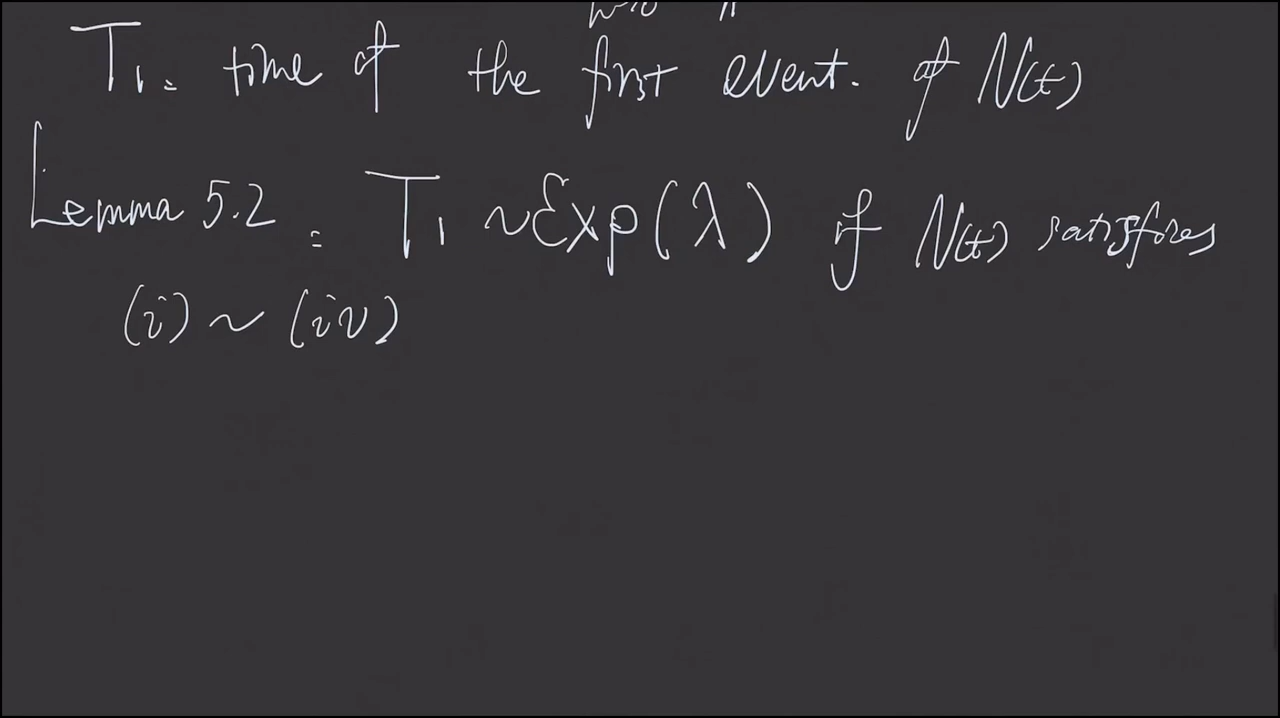 T₁ = time of the first event. of N(t)
Lemma 5.2 : T₁ ~ Exp(λ) if N(t) satisfies
(i) ~ (iv)